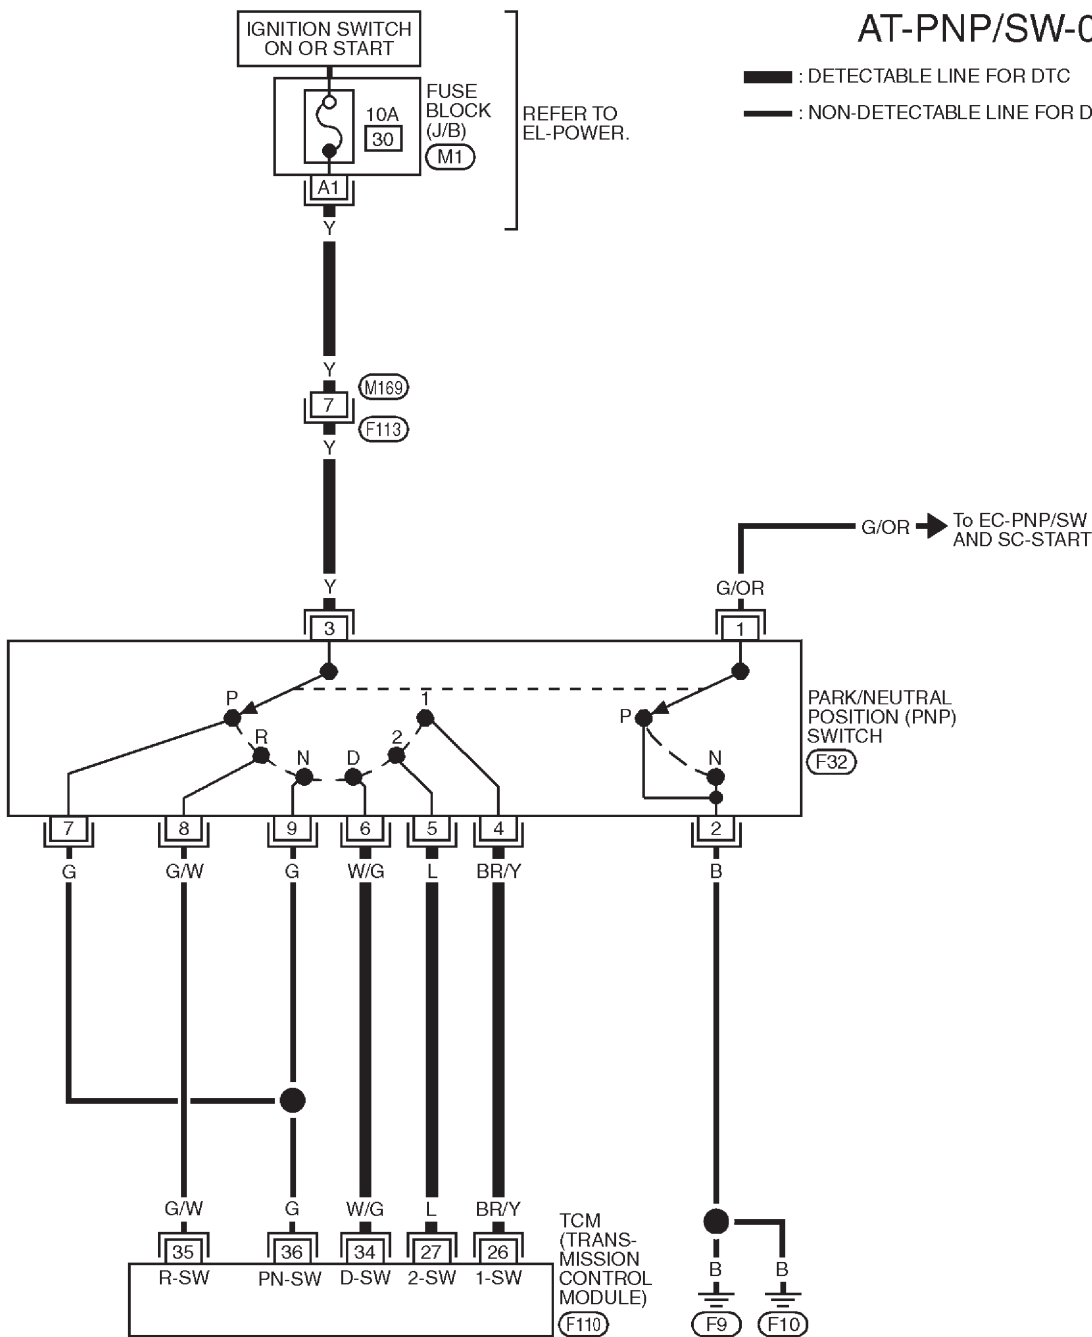 AT-PNP/SW-0
IGNITION SWITCH
ON OR START
: DETECTABLE LINE FOR DTC
: NON-DETECTABLE LINE FOR D
FUSE
BLOCK
(J/B)
M1
10A
30
REFER TO
EL-POWER.
A1
Y
Y
M169
7
F113
Y
G/OR
To EC-PNP/SW
AND SC-START
Y
G/OR
3
1
PARK/NEUTRAL
POSITION (PNP)
SWITCH
F32
P
R
N
D
2
1
P
N
7
8
9
6
5
4
2
G
G/W
G
W/G
L
BR/Y
B
G/W
G
W/G
L
BR/Y
35
36
34
27
26
R-SW
PN-SW
D-SW
2-SW
1-SW
TCM
(TRANS-
MISSION
CONTROL
MODULE)
F110
B
B
F9
F10